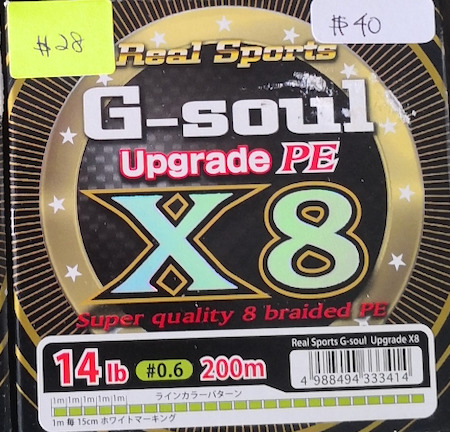 #28
$40
Real Sports
G-soul
Upgrade PE
X8
Super quality 8 braided PE
14lb #0.6 200m
Real Sports G-soul Upgrade X8
4 988494 333414
1m 1m 1m 1m 1m
ラインカラーパターン
1m 毎 15cm ホワイトマーキング